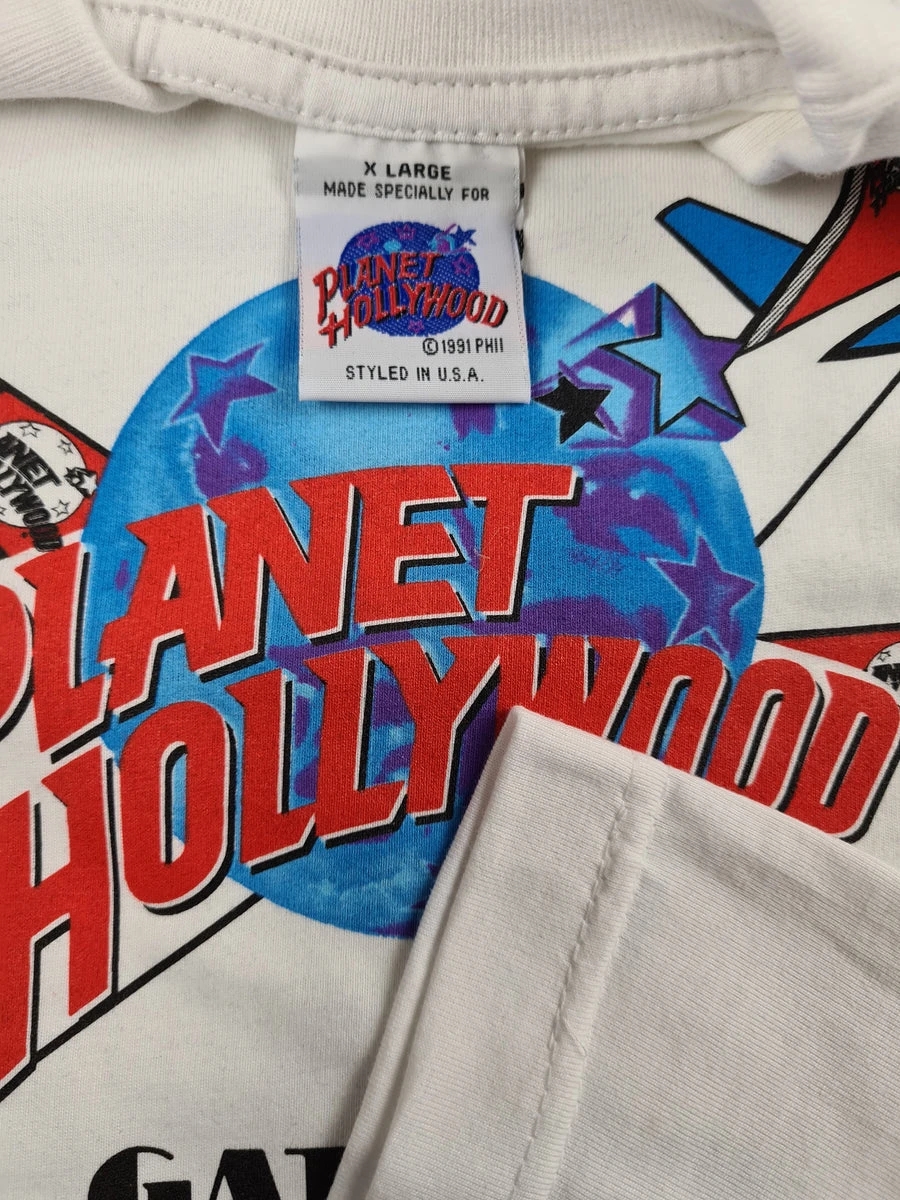 X LARGE
MADE SPECIALLY FOR
PLANET
HOLLYWOOD
© 1991 PHII
STYLED IN U.S.A.
PLANET
HOLLYWOOD